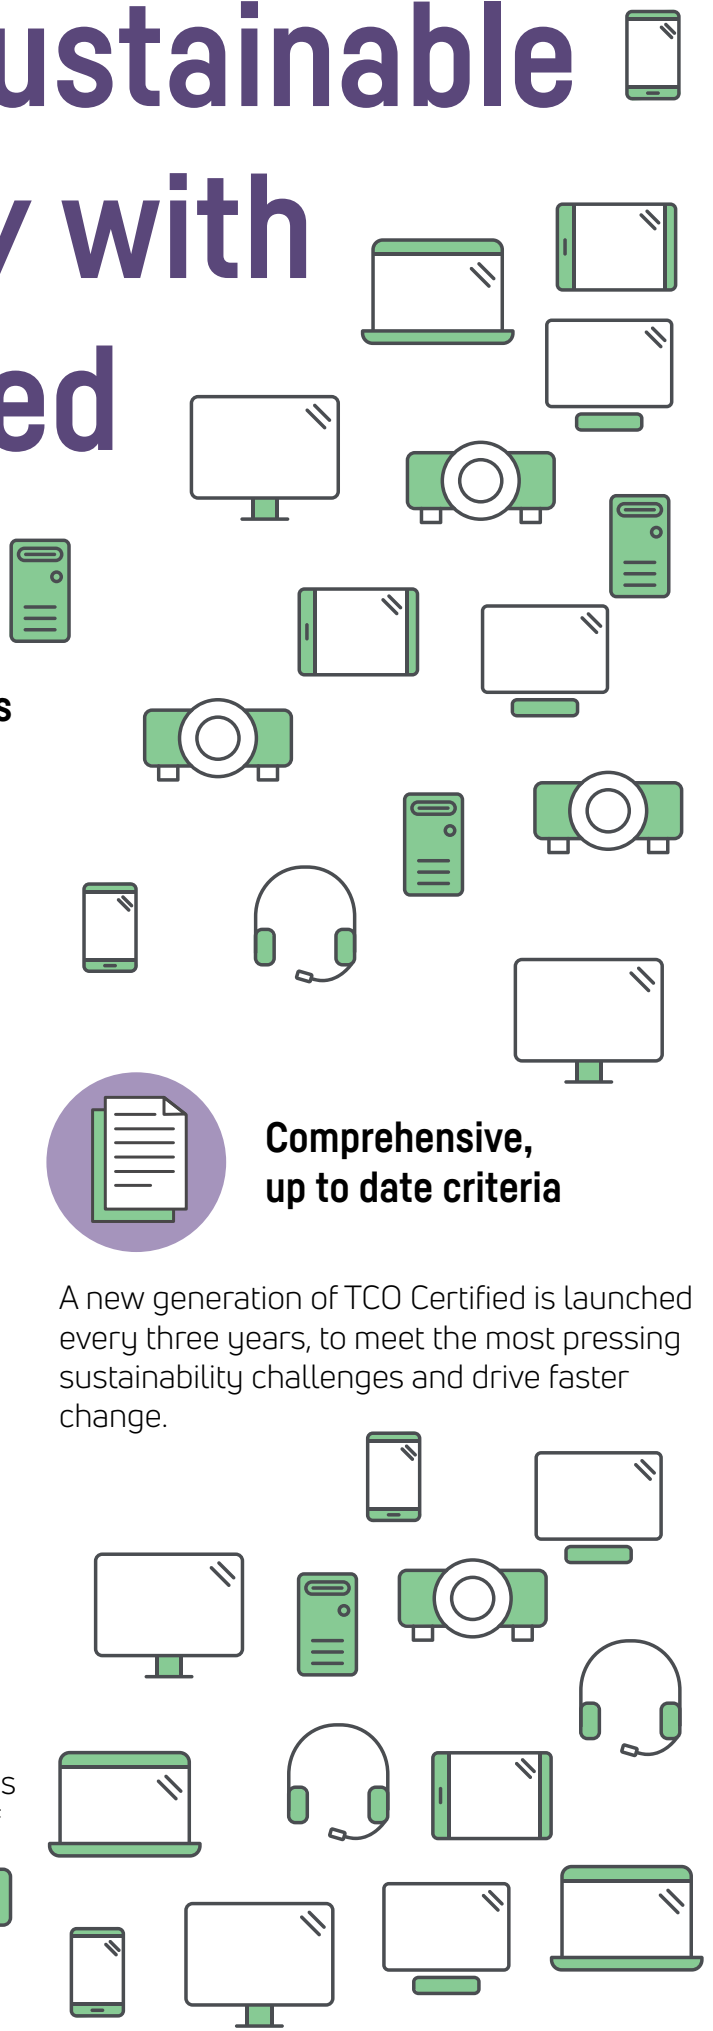 ustainable
with
ed
s
Comprehensive,
up to date criteria
A new generation of TCO Certified is launched
every three years, to meet the most pressing
sustainability challenges and drive faster
change.
s